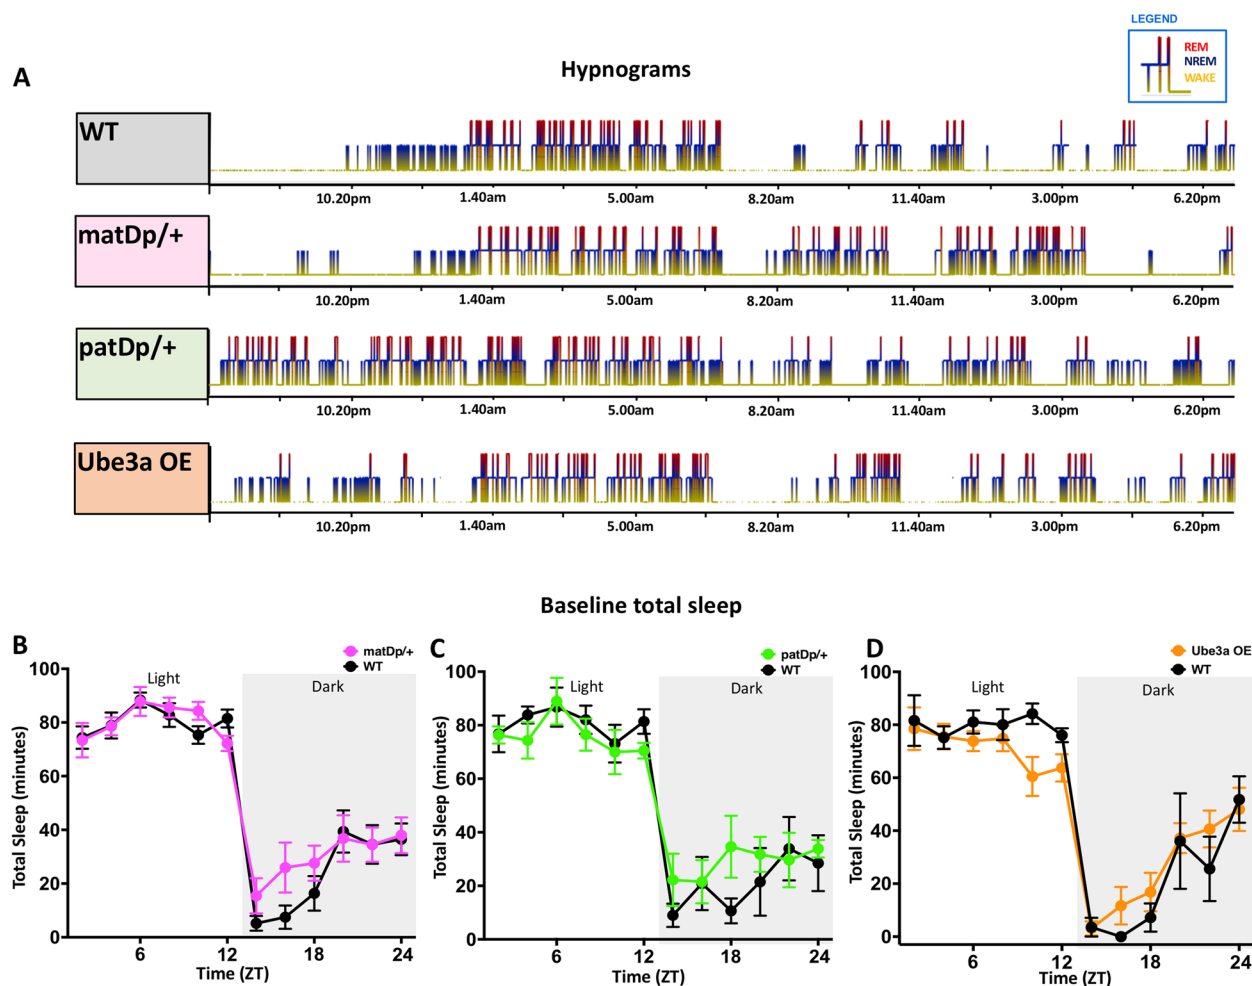 LEGEND
REM
NREM
WAKE
A
Hypnograms
WT
10.20pm 1.40am 5.00am 8.20am 11.40am 3.00pm 6.20pm
matDp/+
10.20pm 1.40am 5.00am 8.20am 11.40am 3.00pm 6.20pm
patDp/+
10.20pm 1.40am 5.00am 8.20am 11.40am 3.00pm 6.20pm
Ube3a OE
10.20pm 1.40am 5.00am 8.20am 11.40am 3.00pm 6.20pm
Baseline total sleep
B
matDp/+
WT
Light
Dark
Total Sleep (minutes)
100
80
60
40
20
0
6 12 18 24
Time (ZT)
C
patDp/+
WT
Light
Dark
Total Sleep (minutes)
100
80
60
40
20
0
6 12 18 24
Time (ZT)
D
Ube3a OE
WT
Light
Dark
Total Sleep (minutes)
100
80
60
40
20
0
6 12 18 24
Time (ZT)